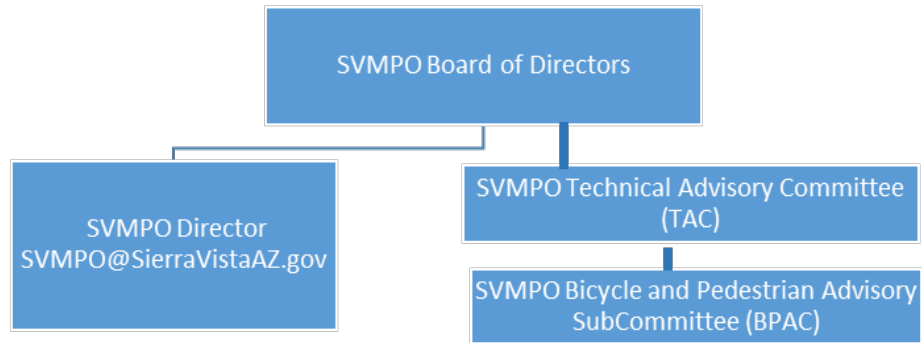 SVMPO Board of Directors
SVMPO Director
SVMPO@SierraVistaAZ.gov
SVMPO Technical Advisory Committee
(TAC)
SVMPO Bicycle and Pedestrian Advisory
SubCommittee (BPAC)